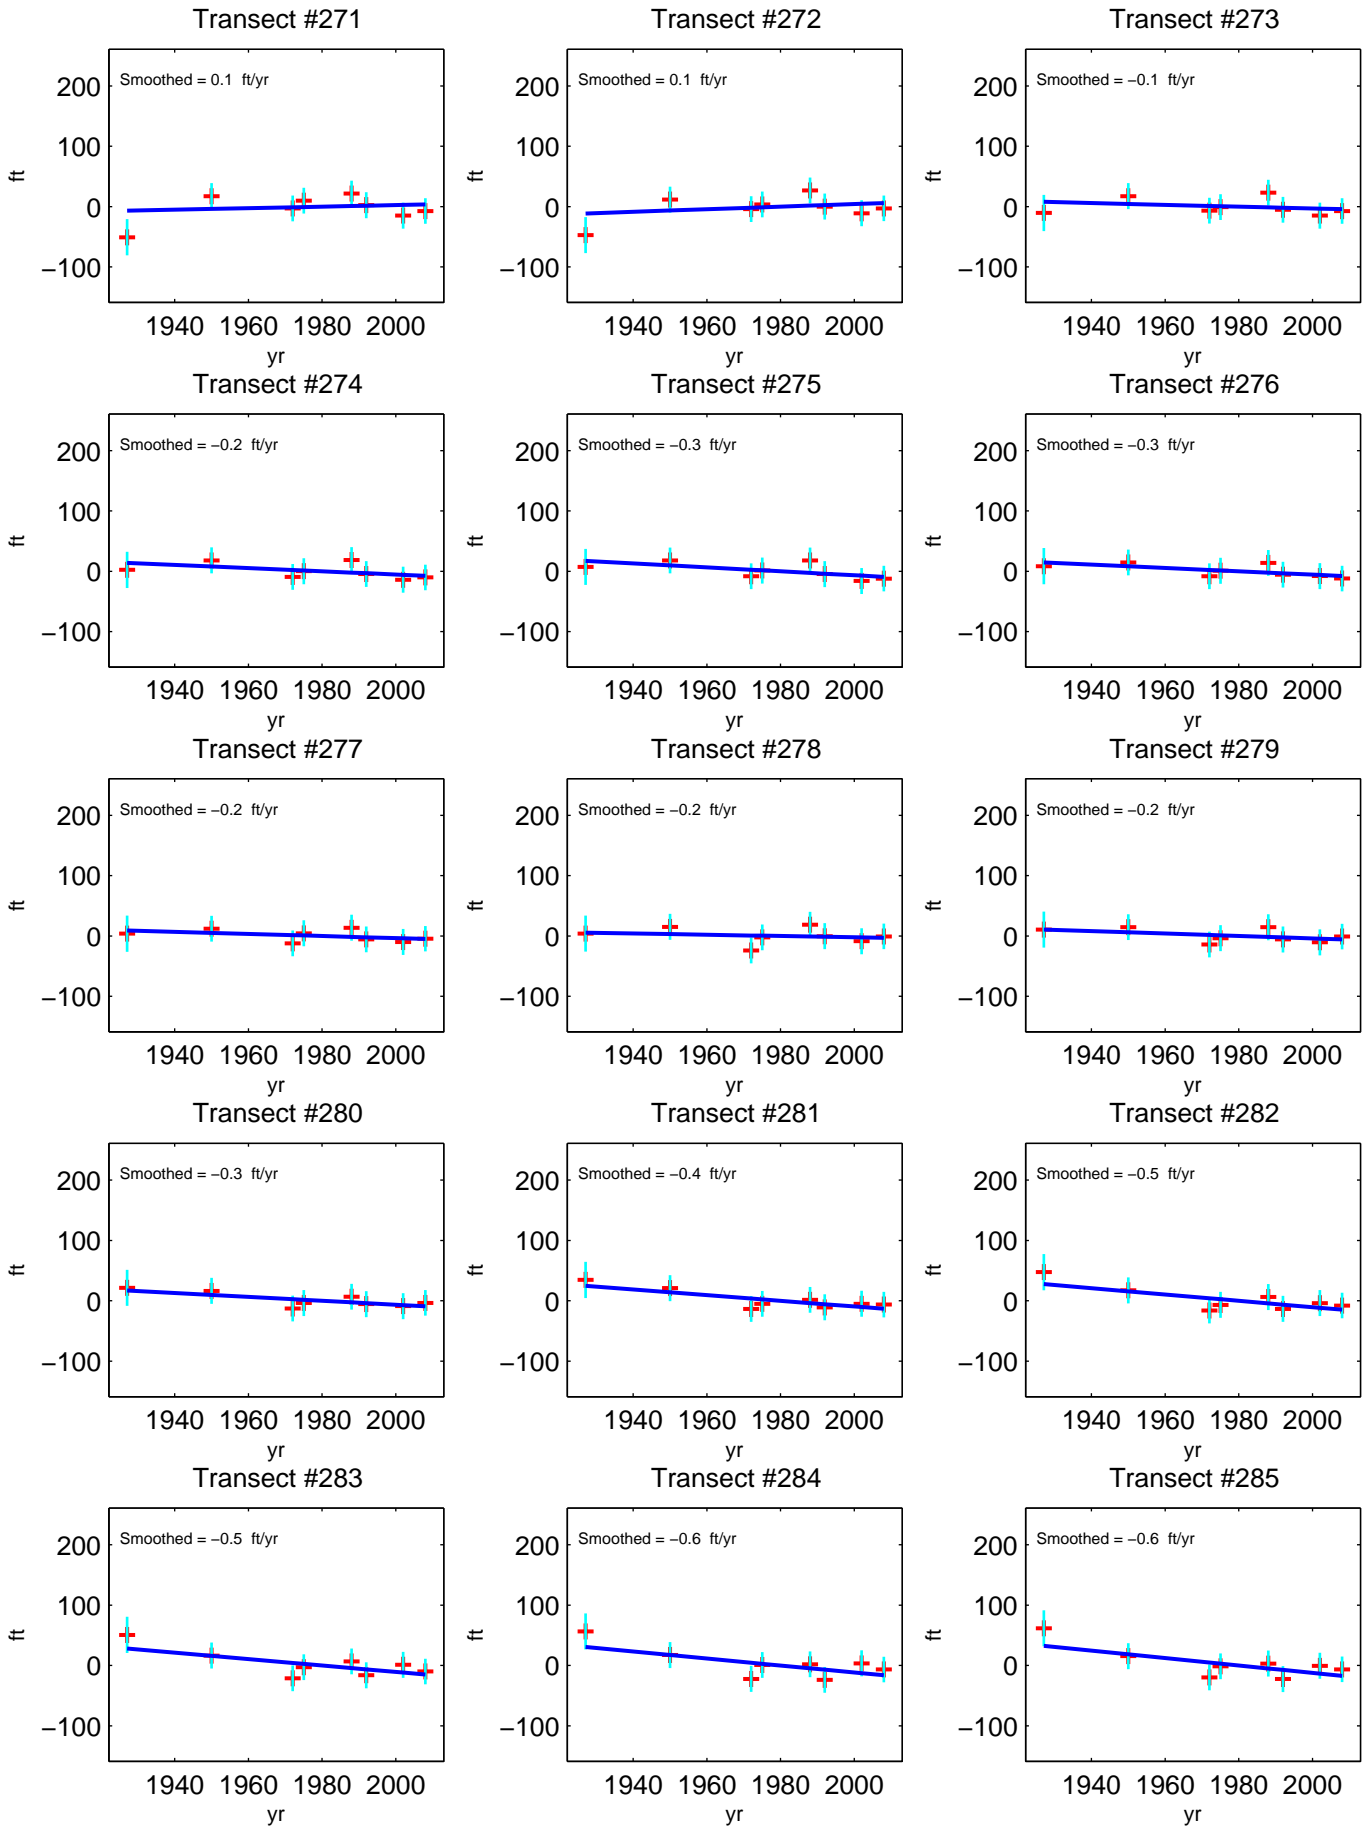 Transect #271
Smoothed = 0.1 ft/yr
200
100
0
−100
ft
1940 1960 1980 2000
yr
Transect #272
Smoothed = 0.1 ft/yr
200
100
0
−100
ft
1940 1960 1980 2000
yr
Transect #273
Smoothed = −0.1 ft/yr
200
100
0
−100
ft
1940 1960 1980 2000
yr
Transect #274
Smoothed = −0.2 ft/yr
200
100
0
−100
ft
1940 1960 1980 2000
yr
Transect #275
Smoothed = −0.3 ft/yr
200
100
0
−100
ft
1940 1960 1980 2000
yr
Transect #276
Smoothed = −0.3 ft/yr
200
100
0
−100
ft
1940 1960 1980 2000
yr
Transect #277
Smoothed = −0.2 ft/yr
200
100
0
−100
ft
1940 1960 1980 2000
yr
Transect #278
Smoothed = −0.2 ft/yr
200
100
0
−100
ft
1940 1960 1980 2000
yr
Transect #279
Smoothed = −0.2 ft/yr
200
100
0
−100
ft
1940 1960 1980 2000
yr
Transect #280
Smoothed = −0.3 ft/yr
200
100
0
−100
ft
1940 1960 1980 2000
yr
Transect #281
Smoothed = −0.4 ft/yr
200
100
0
−100
ft
1940 1960 1980 2000
yr
Transect #282
Smoothed = −0.5 ft/yr
200
100
0
−100
ft
1940 1960 1980 2000
yr
Transect #283
Smoothed = −0.5 ft/yr
200
100
0
−100
ft
1940 1960 1980 2000
yr
Transect #284
Smoothed = −0.6 ft/yr
200
100
0
−100
ft
1940 1960 1980 2000
yr
Transect #285
Smoothed = −0.6 ft/yr
200
100
0
−100
ft
1940 1960 1980 2000
yr